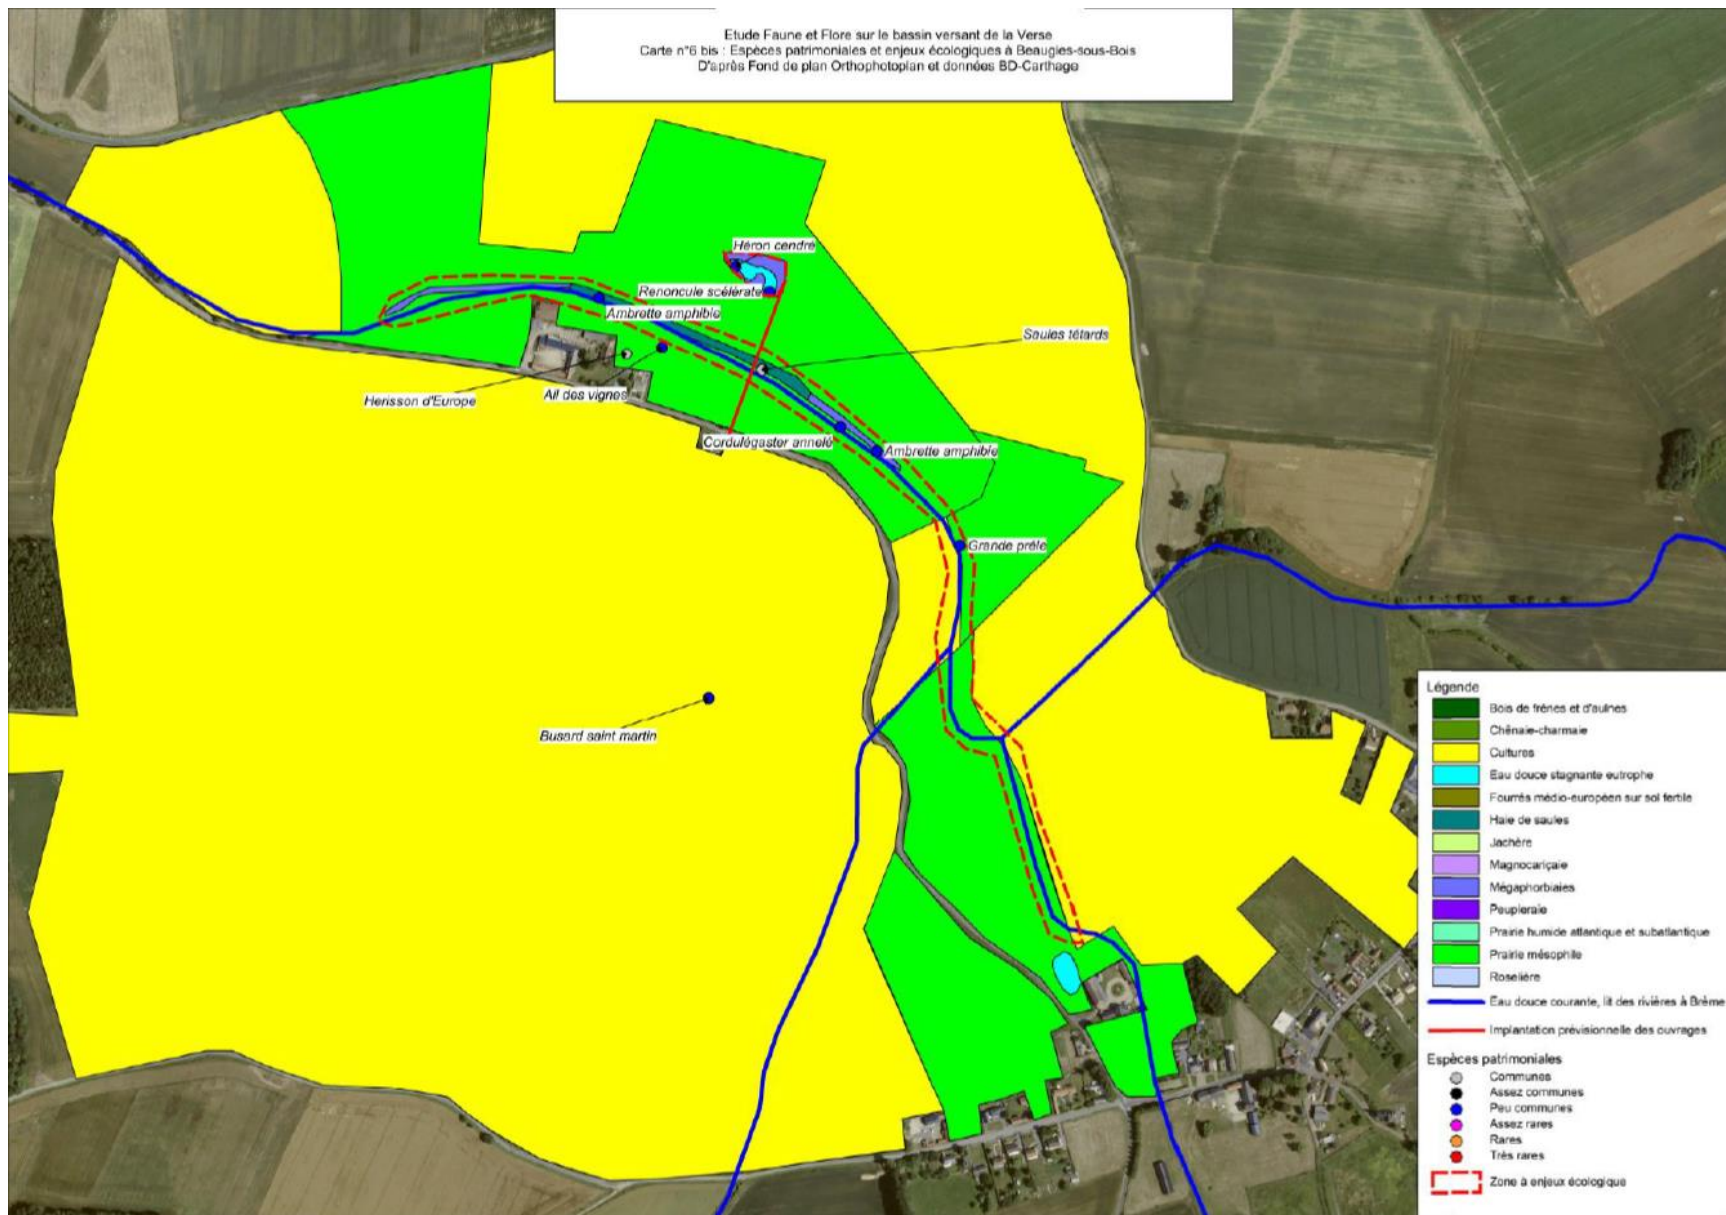 Etude Faune et Flore sur le bassin versant de la Verse
Carte n°6 bis : Espèces patrimoniales et enjeux écologiques à Beaugies-sous-Bois
D'après Fond de plan Orthophotoplan et données BD-Carthage
Héron cendré
Renoncule scélérate
Ambrette amphibie
Saules têtards
Herisson d'Europe
Ail des vignes
Cordulégaster annelé
Ambrette amphibie
Grande prêle
Busard saint martin
Légende
Bois de frênes et d'aulnes
Chênaie-charmaie
Cultures
Eau douce stagnante eutrophe
Fourrés médio-européen sur sol fertile
Haie de saules
Jachère
Magnocariçaie
Mégaphorbiaies
Peupleraie
Prairie humide atlantique et subatlantique
Prairie mésophile
Roselière
Eau douce courante, lit des rivières à Brème
Implantation prévisionnelle des ouvrages
Espèces patrimoniales
Communes
Assez communes
Peu communes
Assez rares
Rares
Très rares
Zone à enjeux écologique